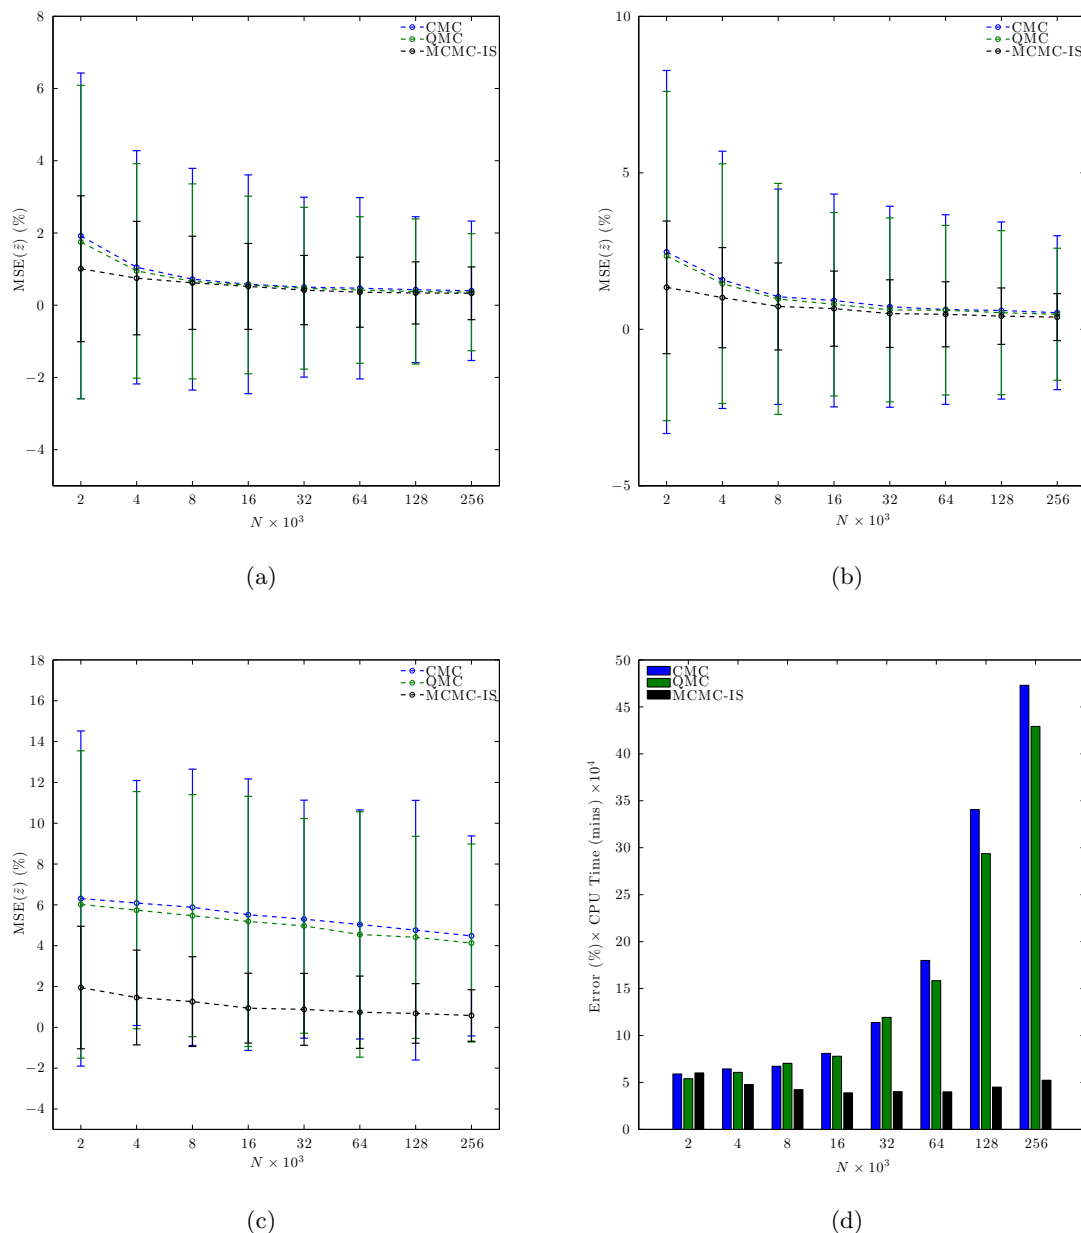 8
6
4
2
0
−2
−4
MSE(z̄) (%)
CMC
QMC
MCMC-IS
2 4 8 16 32 64 128 256
N × 10³
(a)
10
5
0
−5
MSE(z̄) (%)
CMC
QMC
MCMC-IS
2 4 8 16 32 64 128 256
N × 10³
(b)
18
16
14
12
10
8
6
4
2
0
−2
−4
MSE(z̄) (%)
CMC
QMC
MCMC-IS
2 4 8 16 32 64 128 256
N × 10³
(c)
50
45
40
35
30
25
20
15
10
5
0
Error (%)× CPU Time (mins) ×10⁴
CMC
QMC
MCMC-IS
2 4 8 16 32 64 128 256
N × 10³
(d)